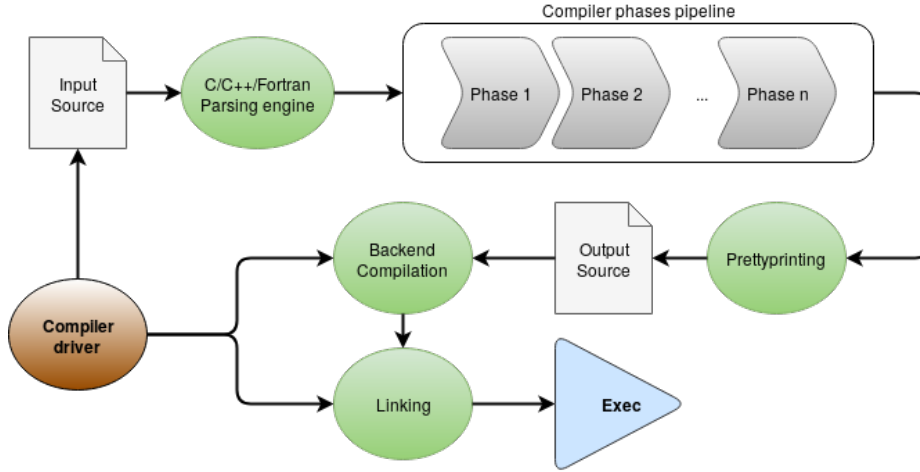 Compiler phases pipeline
Input
Source
C/C++/Fortran
Parsing engine
Phase 1
Phase 2
...
Phase n
Backend
Compilation
Output
Source
Prettyprinting
Compiler
driver
Linking
Exec